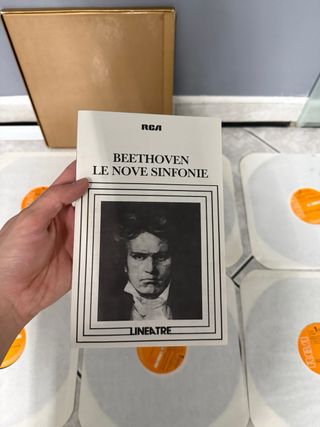 RCA
BEETHOVEN
LE NOVE SINFONIE
LINEATRE